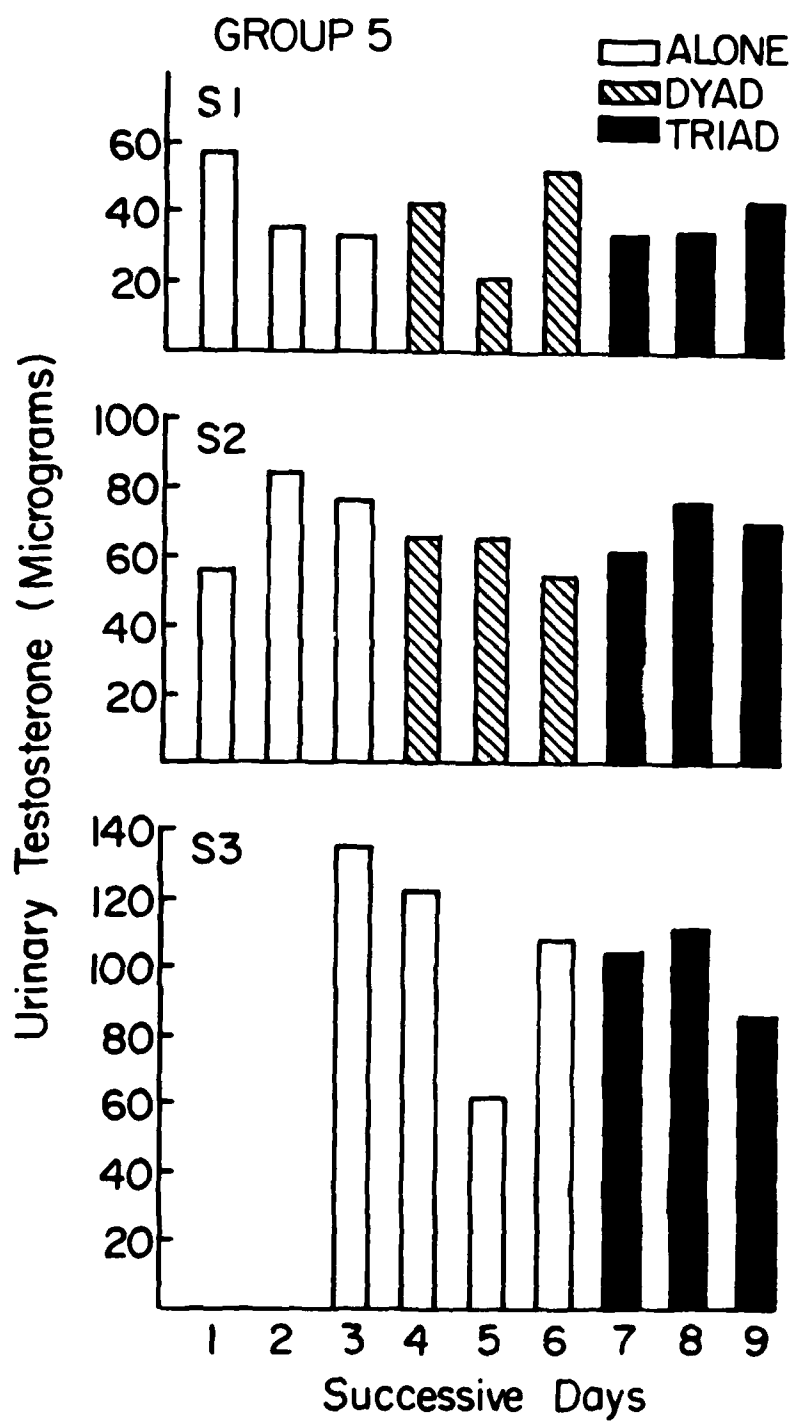 GROUP 5
ALONE
DYAD
TRIAD
S1
60
40
20
S2
100
80
60
40
20
S3
140
120
100
80
60
40
20
Urinary Testosterone (Micrograms)
1 2 3 4 5 6 7 8 9
Successive Days